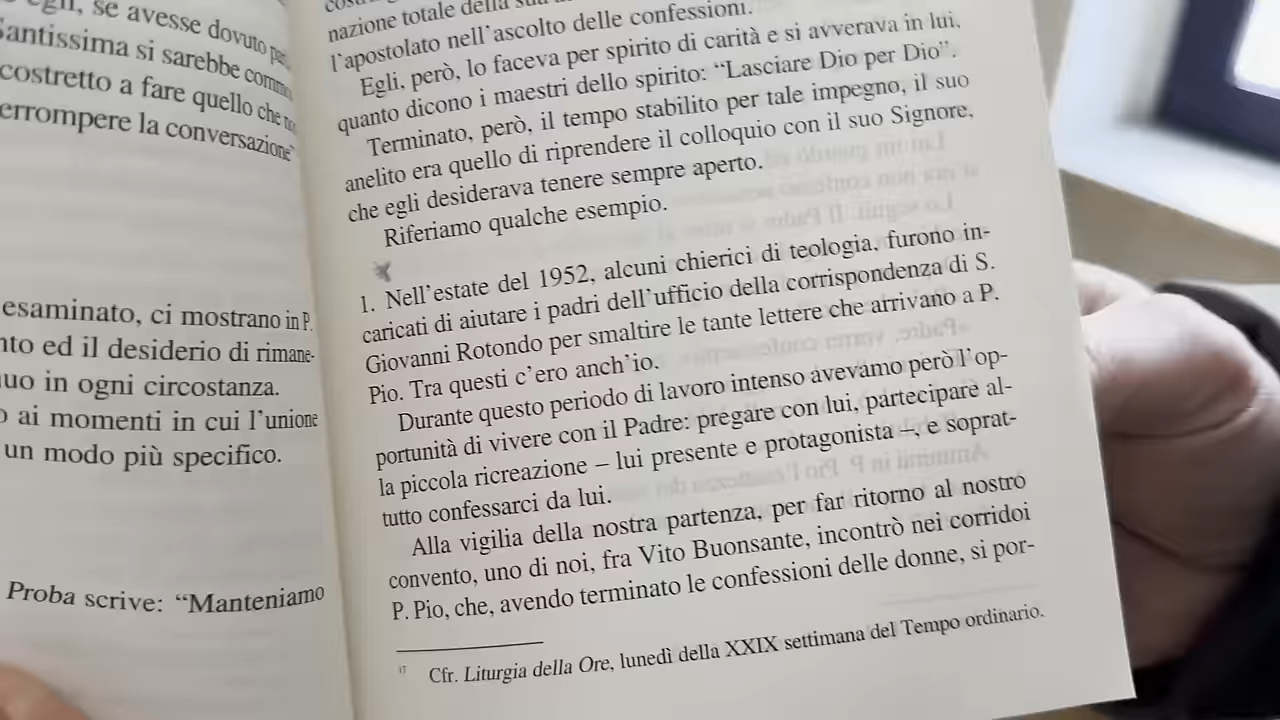 se avesse dovuto
Santissima si sarebbe
costretto a fare quello che
errompere la conversazione"
esaminato, ci mostrano in P.
nto ed il desiderio di rimane-
uo in ogni circostanza.
o ai momenti in cui l'unione
un modo più specifico.
Proba scrive: "Manteniamo
nazione totale della sua
l'apostolato nell'ascolto delle confessioni.
Egli, però, lo faceva per spirito di carità e si avverava in lui,
quanto dicono i maestri dello spirito: "Lasciare Dio per Dio".
Terminato, però, il tempo stabilito per tale impegno, il suo
anelito era quello di riprendere il colloquio con il suo Signore,
che egli desiderava tenere sempre aperto.
Riferiamo qualche esempio.
1. Nell'estate del 1952, alcuni chierici di teologia, furono in-
caricati di aiutare i padri dell'ufficio della corrispondenza di S.
Giovanni Rotondo per smaltire le tante lettere che arrivano a P.
Pio. Tra questi c'ero anch'io.
Durante questo periodo di lavoro intenso avevamo però l'op-
portunità di vivere con il Padre: pregare con lui, partecipare al-
la piccola ricreazione – lui presente e protagonista –, e soprat-
tutto confessarci da lui.
Alla vigilia della nostra partenza, per far ritorno al nostro
convento, uno di noi, fra Vito Buonsante, incontrò nei corridoi
P. Pio, che, avendo terminato le confessioni delle donne, si por-
17 Cfr. Liturgia della Ore, lunedì della XXIX settimana del Tempo ordinario.